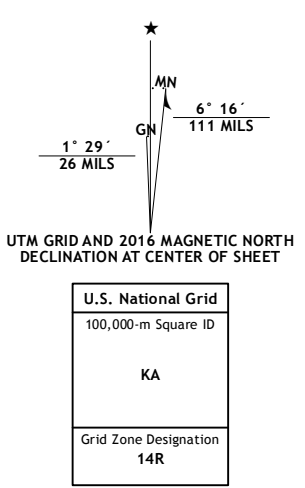 ★
MN
6° 16´
111 MILS
GN
1° 29´
26 MILS
UTM GRID AND 2016 MAGNETIC NORTH
DECLINATION AT CENTER OF SHEET
U.S. National Grid
100,000-m Square ID
KA
Grid Zone Designation
14R